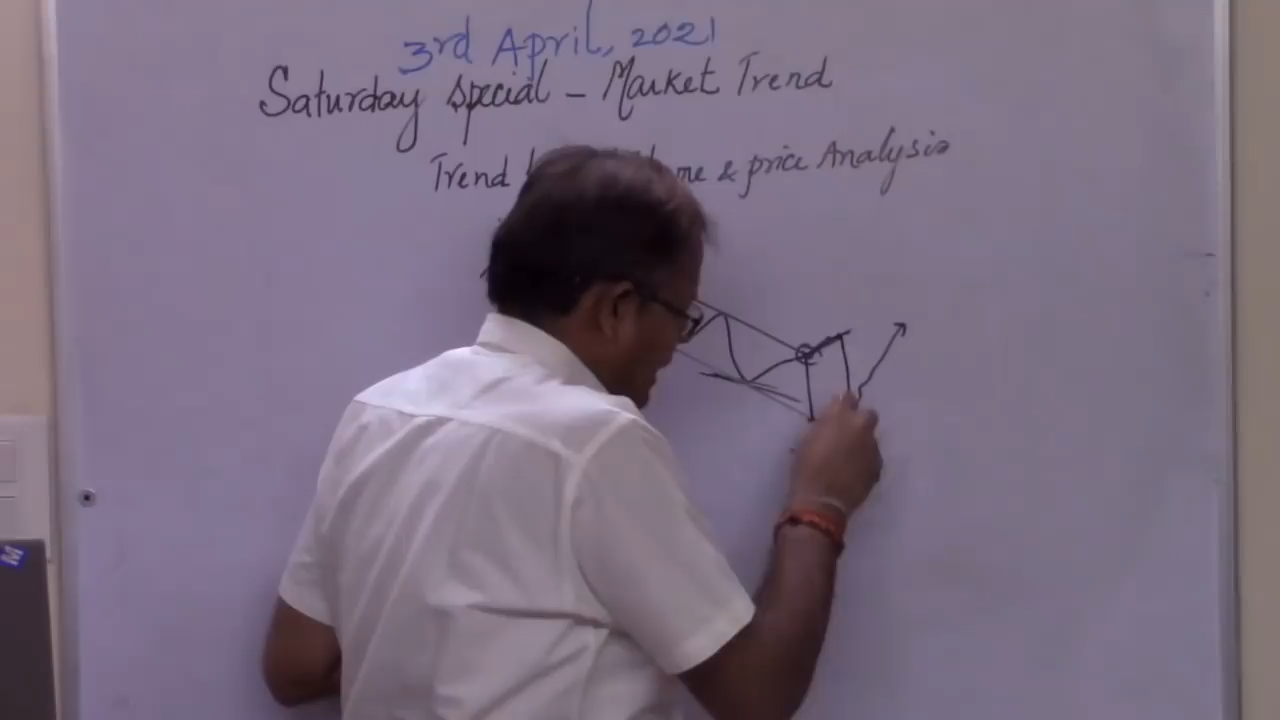 3rd April, 2021
Saturday special - Market Trend
Trend & price Analysis
M